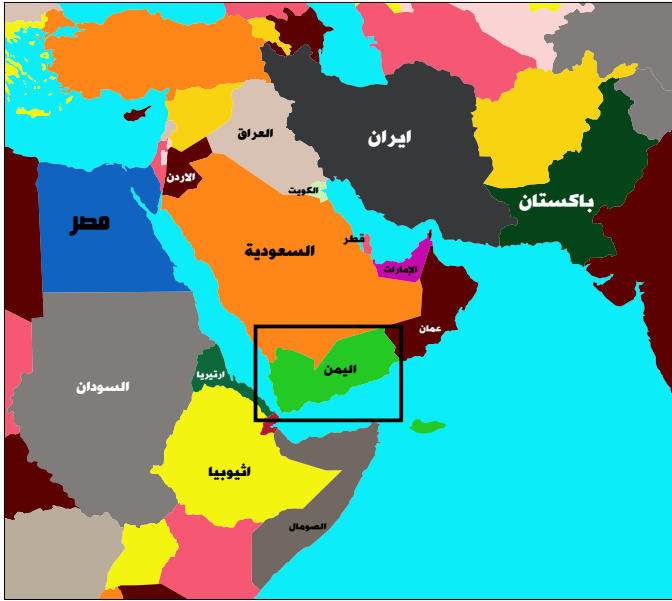 ايران
العراق
باكستان
الاردن
الكويت
مصر
قطر
السعودية
الإمارات
عمان
اليمن
ارتيريا
السودان
اثيوبيا
الصومال